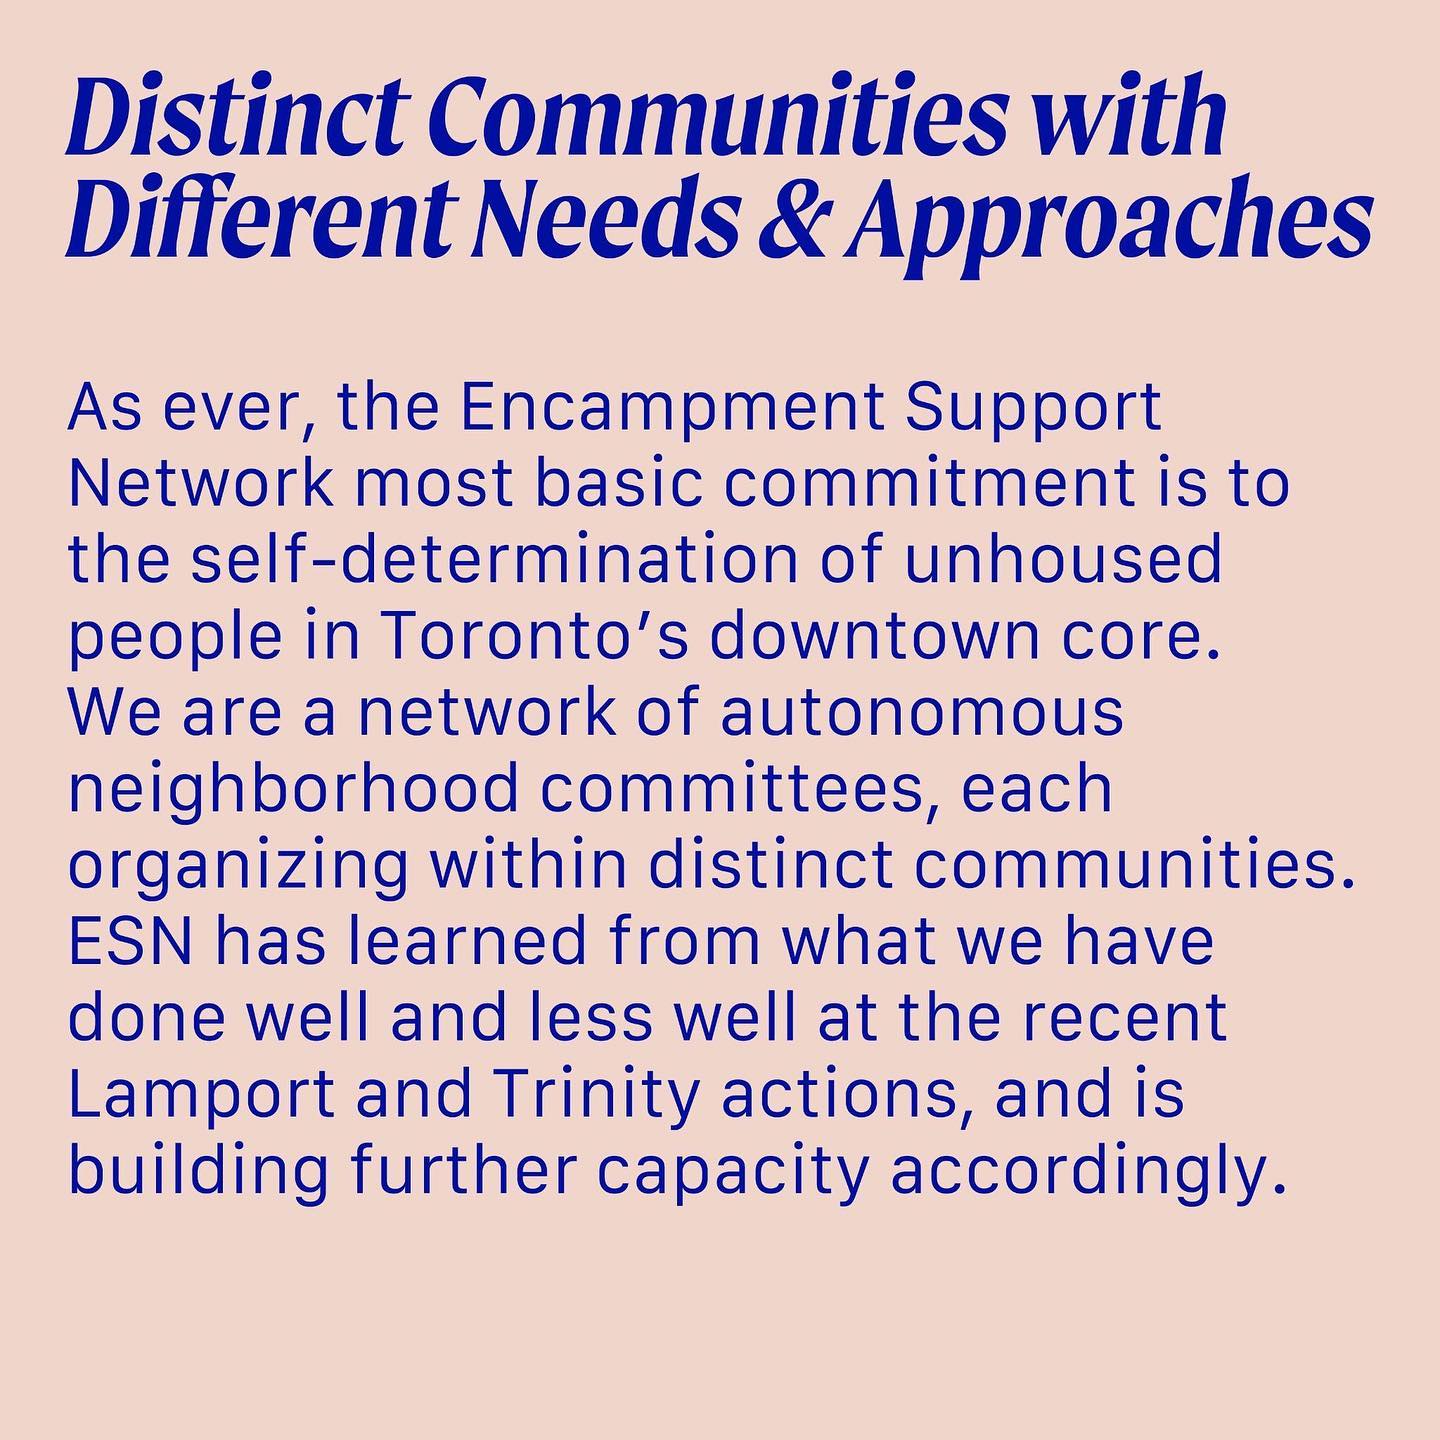 Distinct Communities with
Different Needs & Approaches
As ever, the Encampment Support
Network most basic commitment is to
the self-determination of unhoused
people in Toronto’s downtown core.
We are a network of autonomous
neighborhood committees, each
organizing within distinct communities.
ESN has learned from what we have
done well and less well at the recent
Lamport and Trinity actions, and is
building further capacity accordingly.